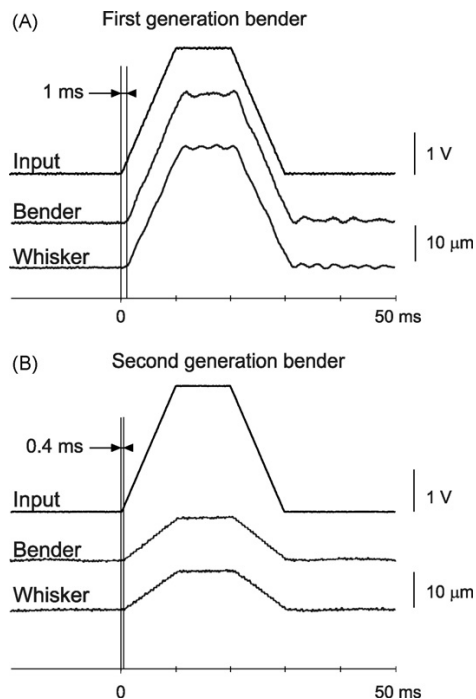 (A) First generation bender
1 ms
Input
1 V
Bender
10 μm
Whisker
0 50 ms
(B) Second generation bender
0.4 ms
Input
1 V
Bender
Whisker
10 μm
0 50 ms